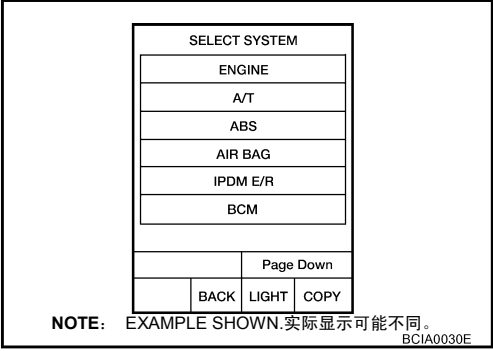 SELECT SYSTEM
ENGINE
A/T
ABS
AIR BAG
IPDM E/R
BCM
Page Down
BACK LIGHT COPY
NOTE： EXAMPLE SHOWN.实际显示可能不同。
BCIA0030E